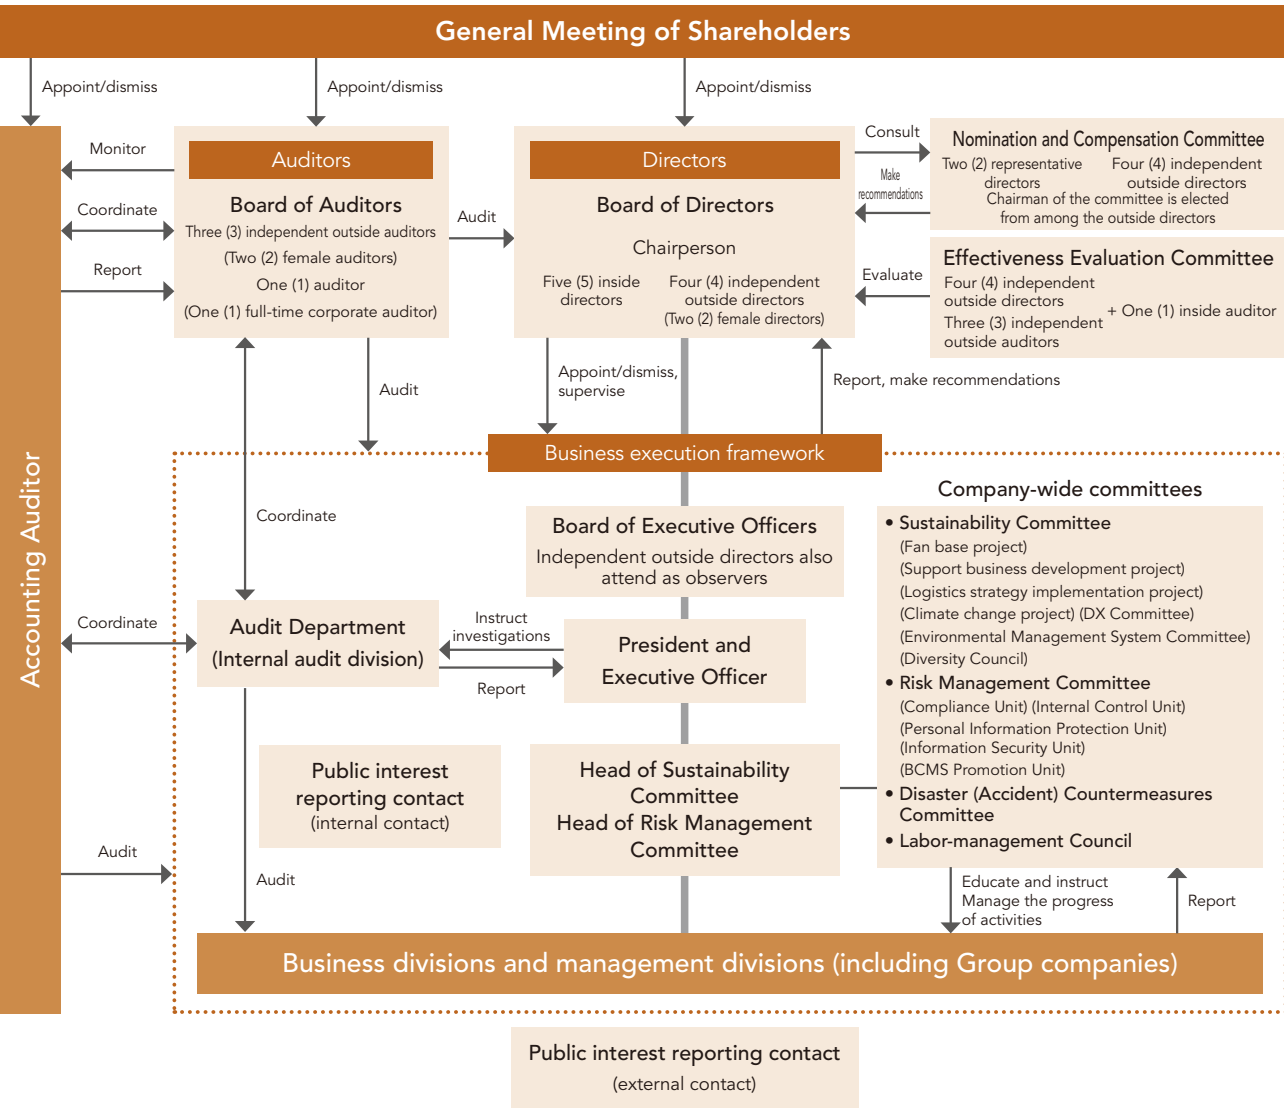 General Meeting of Shareholders
Appoint/dismiss
Appoint/dismiss
Appoint/dismiss
Accounting Auditor
Monitor
Coordinate
Report
Auditors
Board of Auditors
Three (3) independent outside auditors
(Two (2) female auditors)
One (1) auditor
(One (1) full-time corporate auditor)
Audit
Directors
Board of Directors
Chairperson
Five (5) inside
directors
Four (4) independent
outside directors
(Two (2) female directors)
Consult
Make
recommendations
Evaluate
Nomination and Compensation Committee
Two (2) representative
directors
Four (4) independent
outside directors
Chairman of the committee is elected
from among the outside directors
Effectiveness Evaluation Committee
Four (4) independent
outside directors
Three (3) independent
outside auditors
+ One (1) inside auditor
Audit
Appoint/dismiss,
supervise
Report, make recommendations
Business execution framework
Coordinate
Board of Executive Officers
Independent outside directors also
attend as observers
Coordinate
Audit Department
(Internal audit division)
Instruct
investigations
Report
President and
Executive Officer
Public interest
reporting contact
(internal contact)
Head of Sustainability
Committee
Head of Risk Management
Committee
Company-wide committees
• Sustainability Committee
(Fan base project)
(Support business development project)
(Logistics strategy implementation project)
(Climate change project) (DX Committee)
(Environmental Management System Committee)
(Diversity Council)
• Risk Management Committee
(Compliance Unit) (Internal Control Unit)
(Personal Information Protection Unit)
(Information Security Unit)
(BCMS Promotion Unit)
• Disaster (Accident) Countermeasures
Committee
• Labor-management Council
Audit
Audit
Educate and instruct
Manage the progress
of activities
Report
Business divisions and management divisions (including Group companies)
Public interest reporting contact
(external contact)